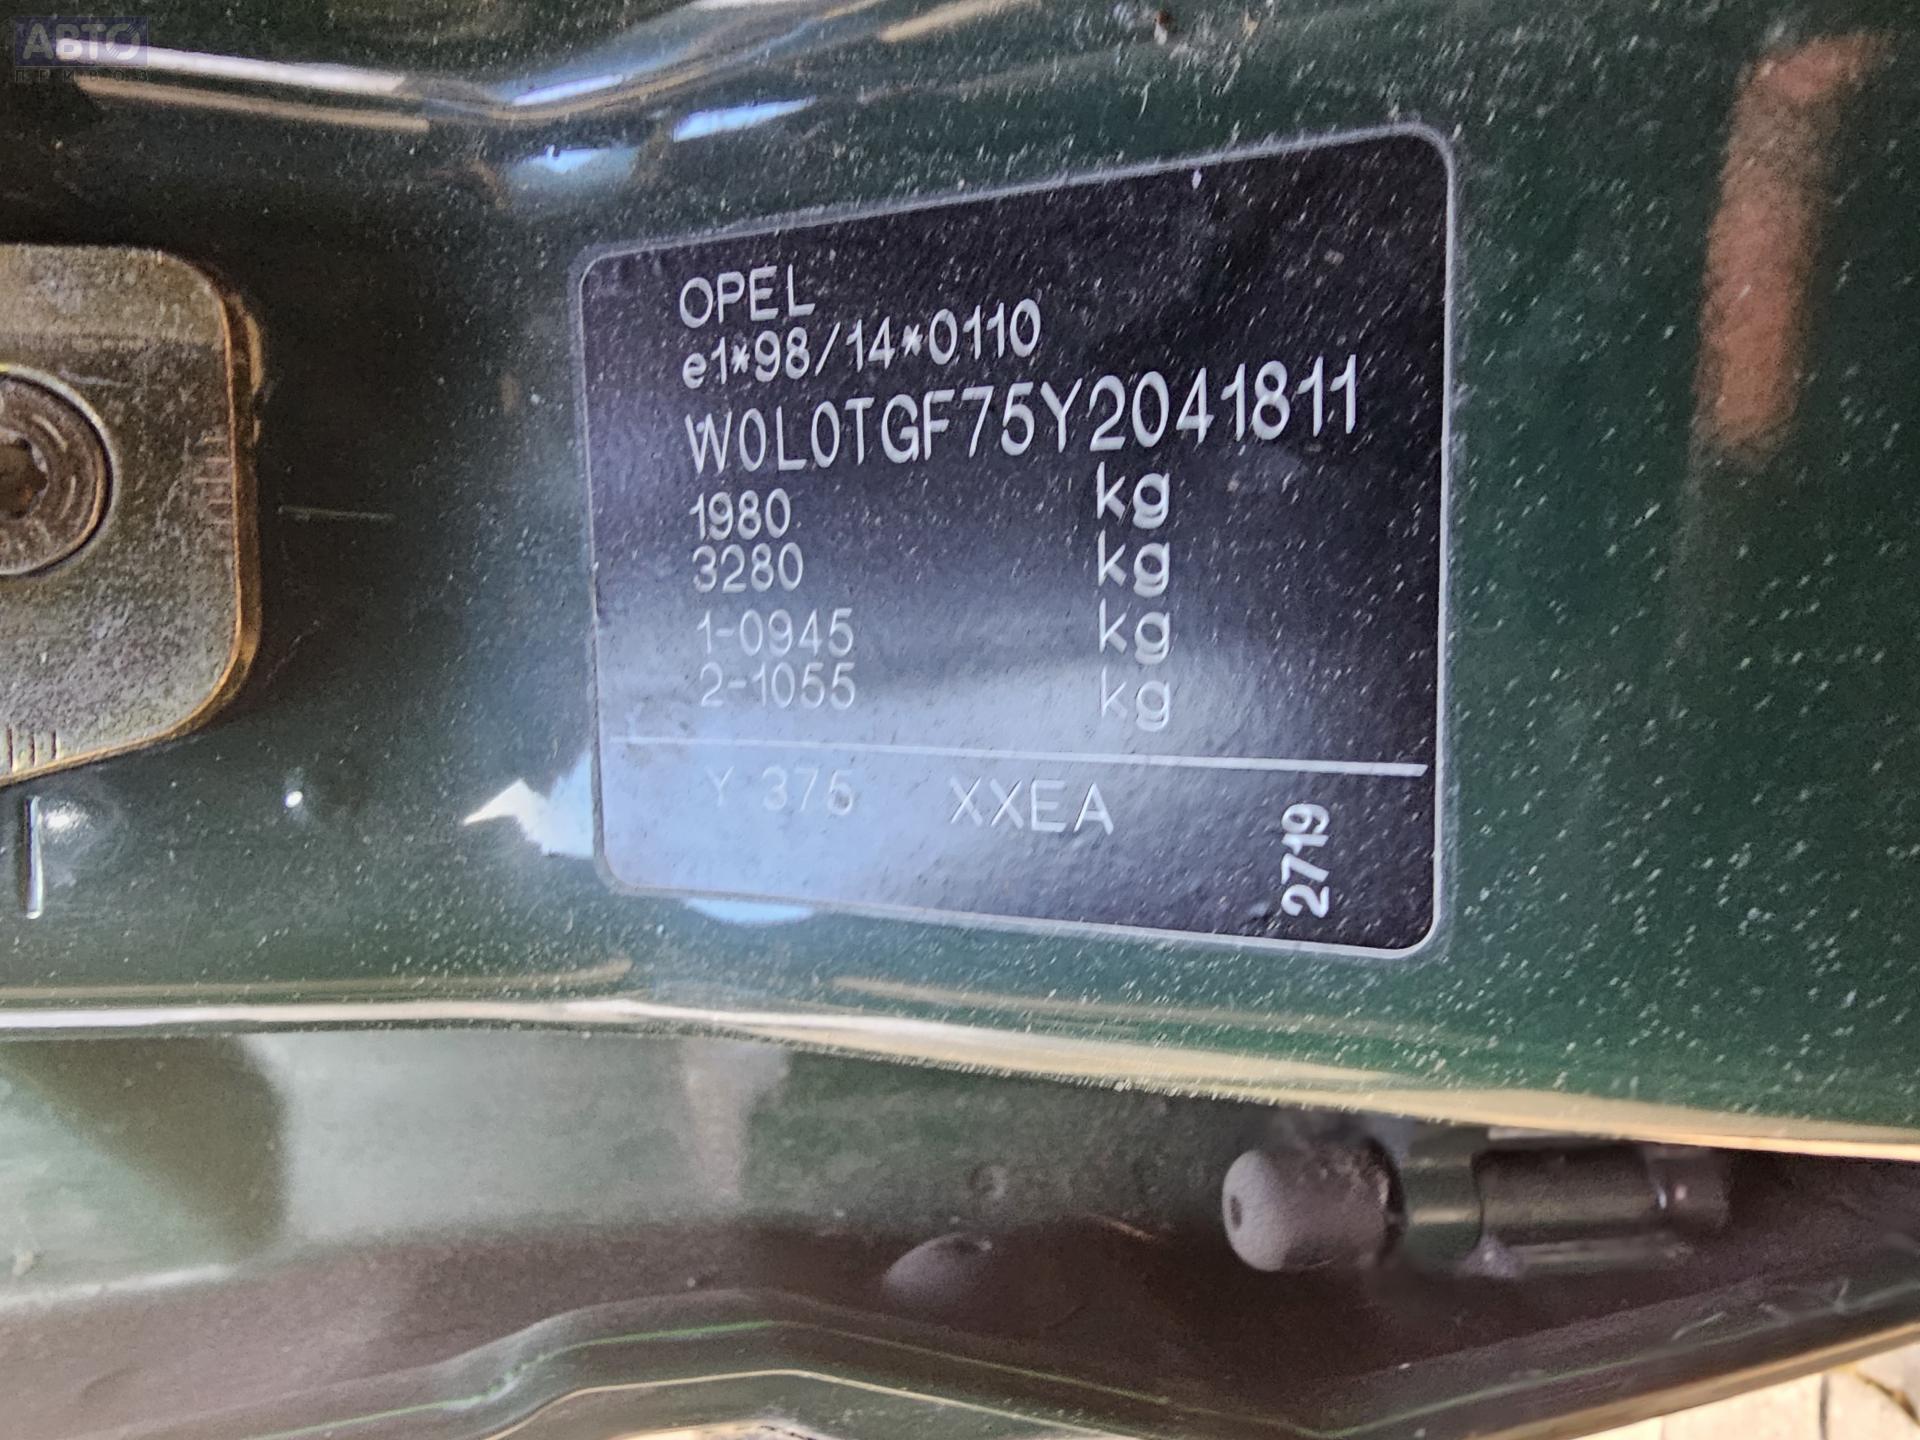 АВТО
ПРИВОЗ
OPEL
e1*98/14*0110
W0L0TGF75Y2041811
1980 kg
3280 kg
1-0945 kg
2-1055 kg
Y 375 XXEA
2719